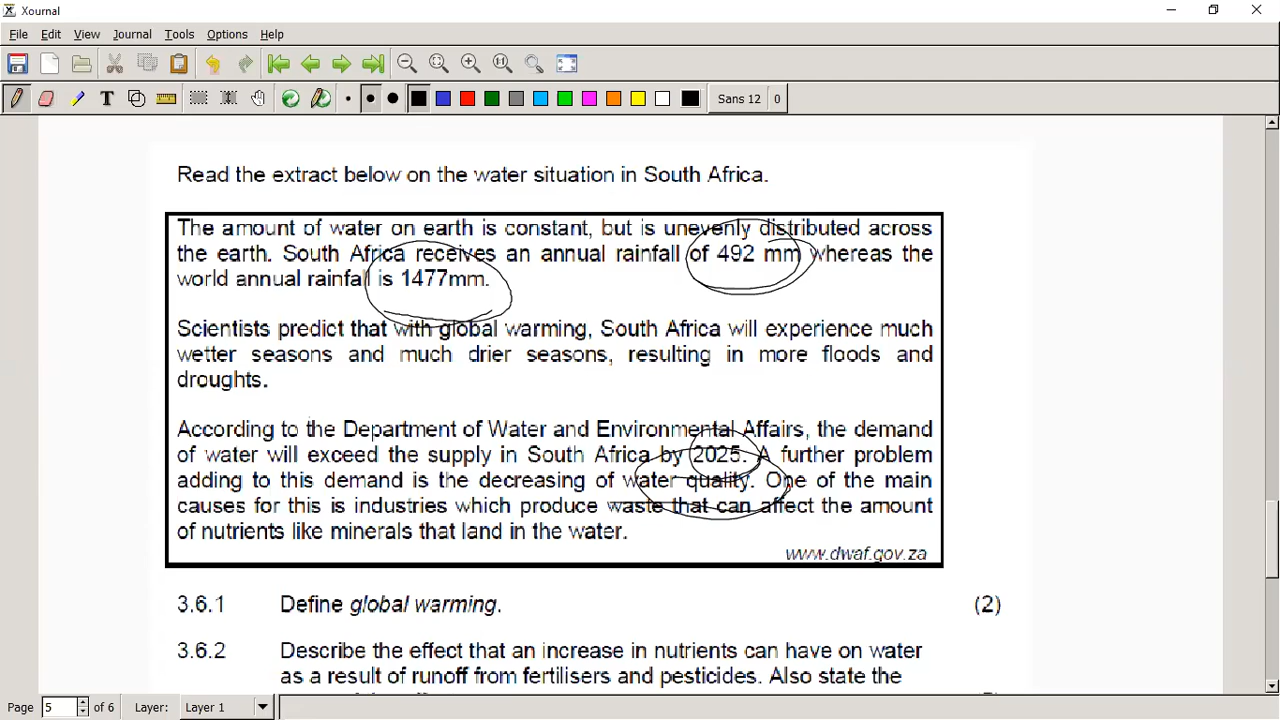 Xournal
File Edit View Journal Tools Options Help
Sans 12 0
Read the extract below on the water situation in South Africa.
The amount of water on earth is constant, but is unevenly distributed across
the earth. South Africa receives an annual rainfall of 492 mm whereas the
world annual rainfall is 1477mm.
Scientists predict that with global warming, South Africa will experience much
wetter seasons and much drier seasons, resulting in more floods and
droughts.
According to the Department of Water and Environmental Affairs, the demand
of water will exceed the supply in South Africa by 2025. A further problem
adding to this demand is the decreasing of water quality. One of the main
causes for this is industries which produce waste that can affect the amount
of nutrients like minerals that land in the water.
www.dwaf.gov.za
3.6.1 Define global warming. (2)
3.6.2 Describe the effect that an increase in nutrients can have on water
as a result of runoff from fertilisers and pesticides. Also state the
Page 5 of 6 Layer: Layer 1